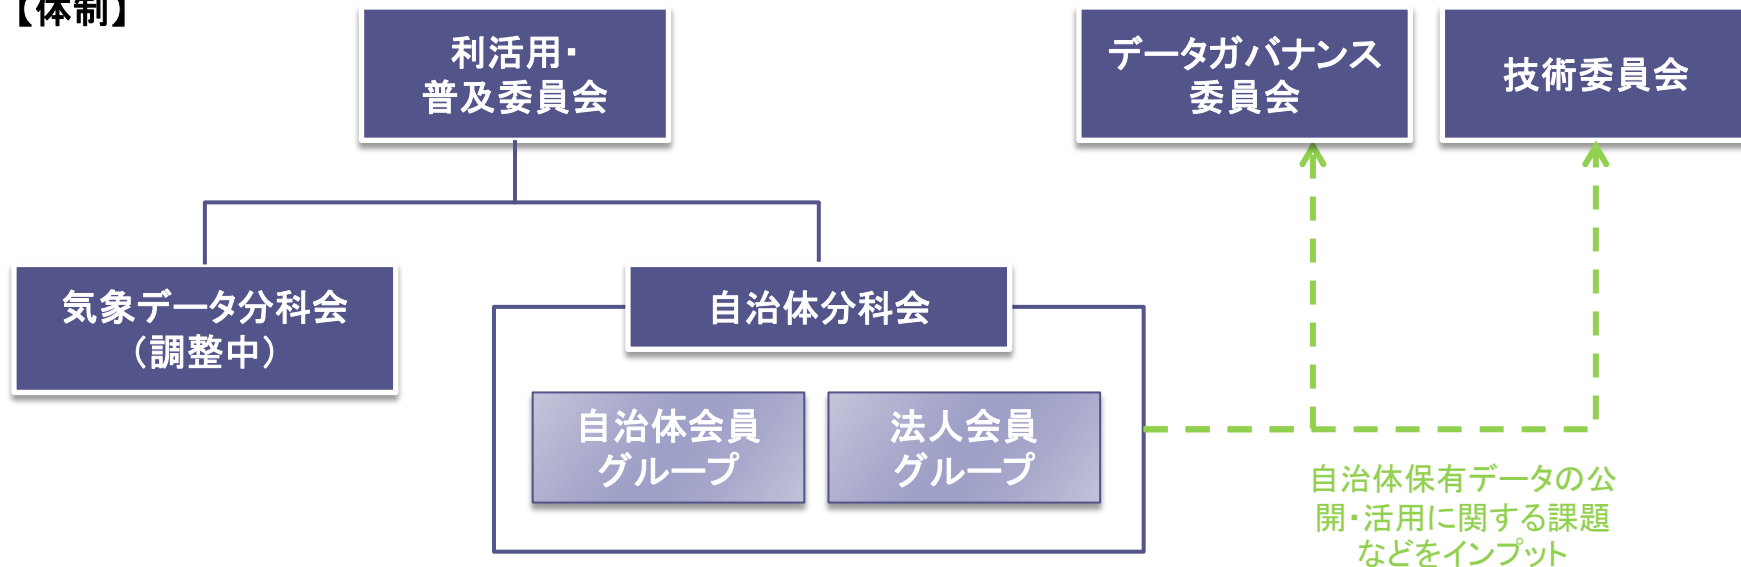 【体制】
利活用・
普及委員会
データガバナンス
委員会
技術委員会
気象データ分科会
（調整中）
自治体分科会
自治体会員
グループ
法人会員
グループ
自治体保有データの公
開・活用に関する課題
などをインプット